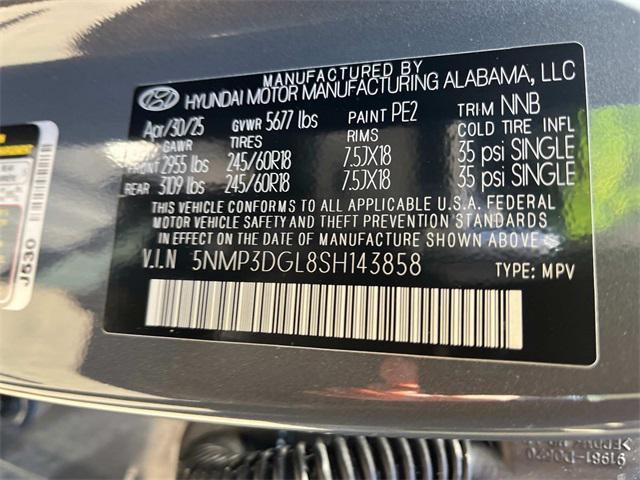 MANUFACTURED BY
HYUNDAI MOTOR MANUFACTURING ALABAMA, LLC
Apr/30/25 GVWR 5677 lbs PAINT PE2 TRIM NNB
GAWR TIRES RIMS COLD TIRE INFL
FRONT 2955 lbs 245/60R18 7.5JX18 35 psi SINGLE
REAR 3109 lbs 245/60R18 7.5JX18 35 psi SINGLE
THIS VEHICLE CONFORMS TO ALL APPLICABLE U.S.A. FEDERAL
MOTOR VEHICLE SAFETY AND THEFT PREVENTION STANDARDS
IN EFFECT ON THE DATE OF MANUFACTURE SHOWN ABOVE.
V.I.N 5NMP3DGL8SH143858 TYPE: MPV
J530